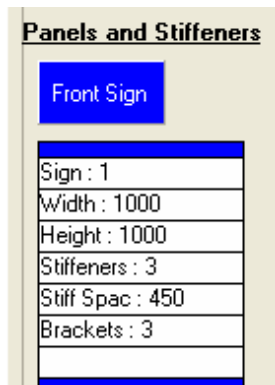 Panels and Stiffeners
Front Sign
Sign : 1
Width : 1000
Height : 1000
Stiffeners : 3
Stiff Spac : 450
Brackets : 3